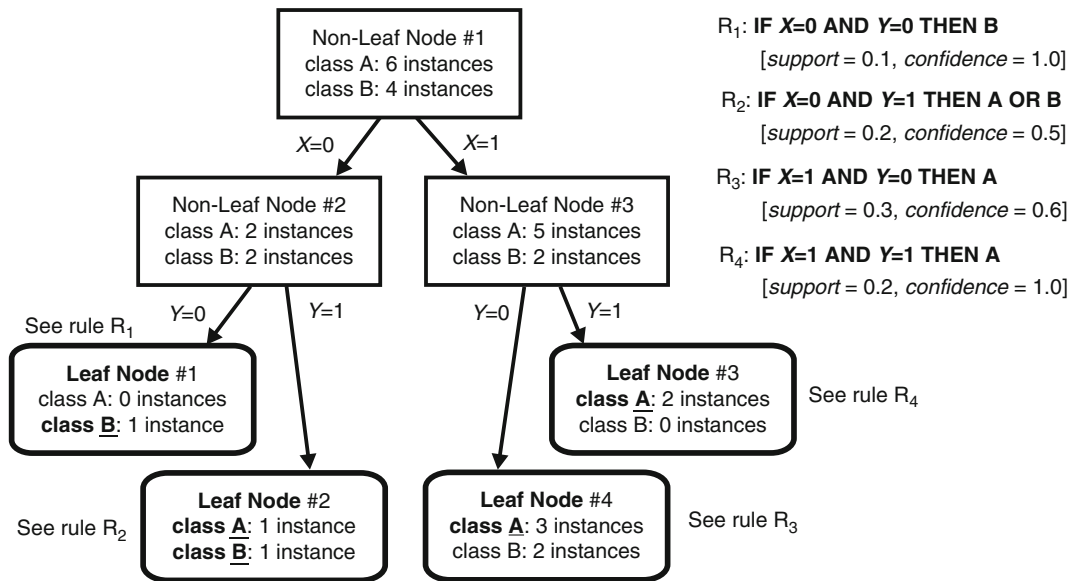 Non-Leaf Node #1
class A: 6 instances
class B: 4 instances
X=0
X=1
Non-Leaf Node #2
class A: 2 instances
class B: 2 instances
Non-Leaf Node #3
class A: 5 instances
class B: 2 instances
Y=0
Y=1
Y=0
Y=1
See rule R₁
Leaf Node #1
class A: 0 instances
class B: 1 instance
Leaf Node #3
class A: 2 instances
class B: 0 instances
See rule R₄
See rule R₂
Leaf Node #2
class A: 1 instance
class B: 1 instance
Leaf Node #4
class A: 3 instances
class B: 2 instances
See rule R₃
R₁: IF X=0 AND Y=0 THEN B
[support = 0.1, confidence = 1.0]
R₂: IF X=0 AND Y=1 THEN A OR B
[support = 0.2, confidence = 0.5]
R₃: IF X=1 AND Y=0 THEN A
[support = 0.3, confidence = 0.6]
R₄: IF X=1 AND Y=1 THEN A
[support = 0.2, confidence = 1.0]